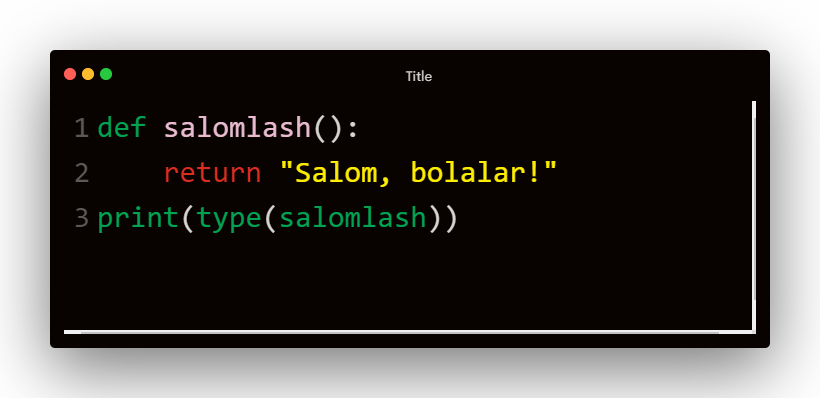 Title
1 def salomlash():
2     return "Salom, bolalar!"
3 print(type(salomlash))